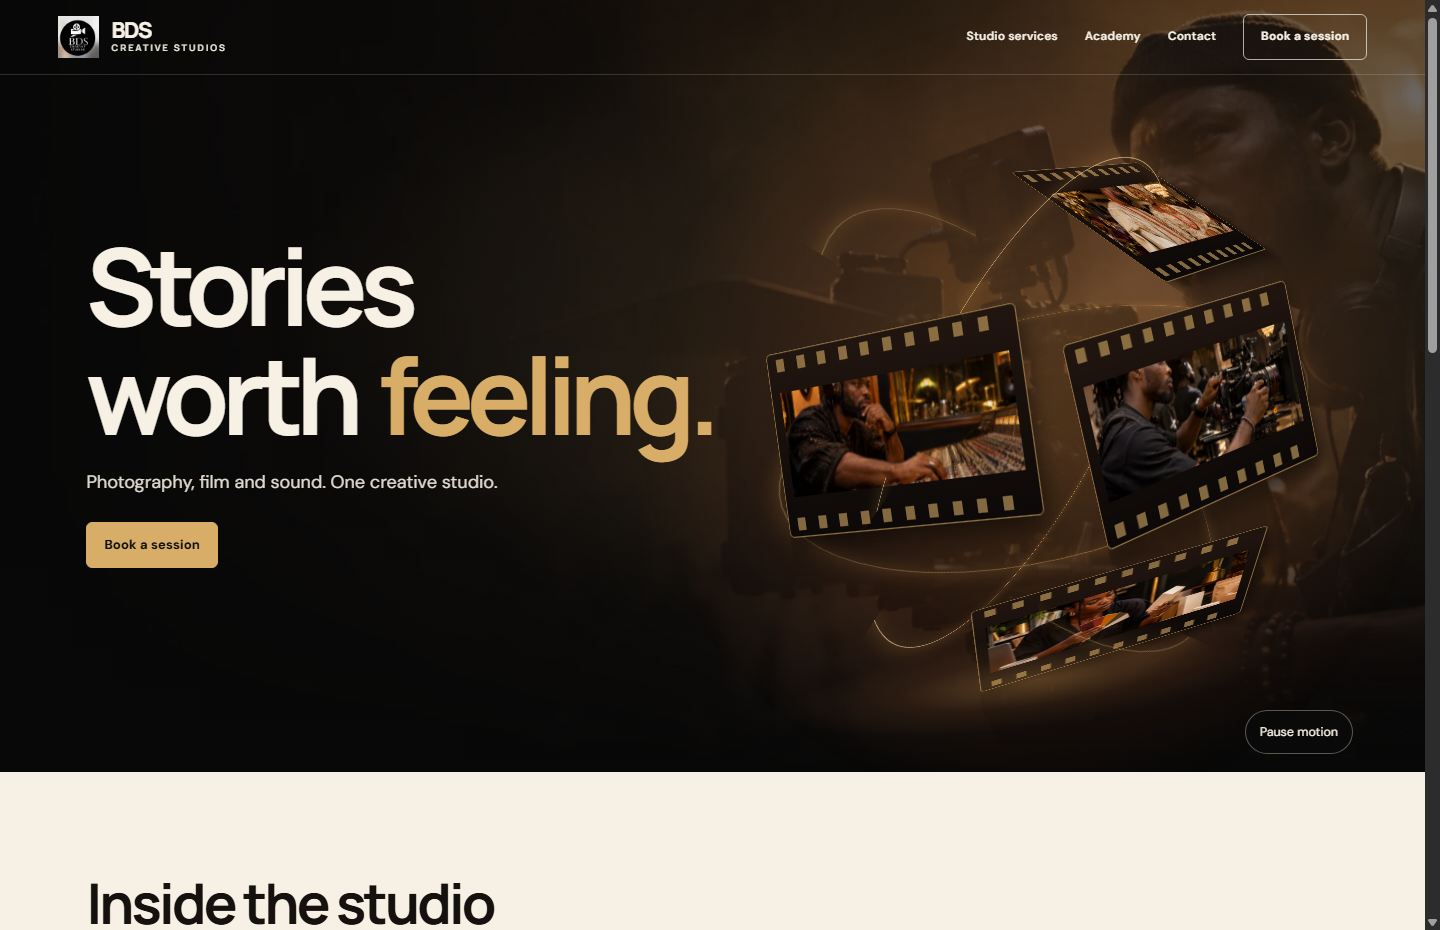 BDS
CREATIVE STUDIOS
Studio services
Academy
Contact
Book a session
Stories
worth feeling.
Photography, film and sound. One creative studio.
Book a session
Pause motion
Inside the studio